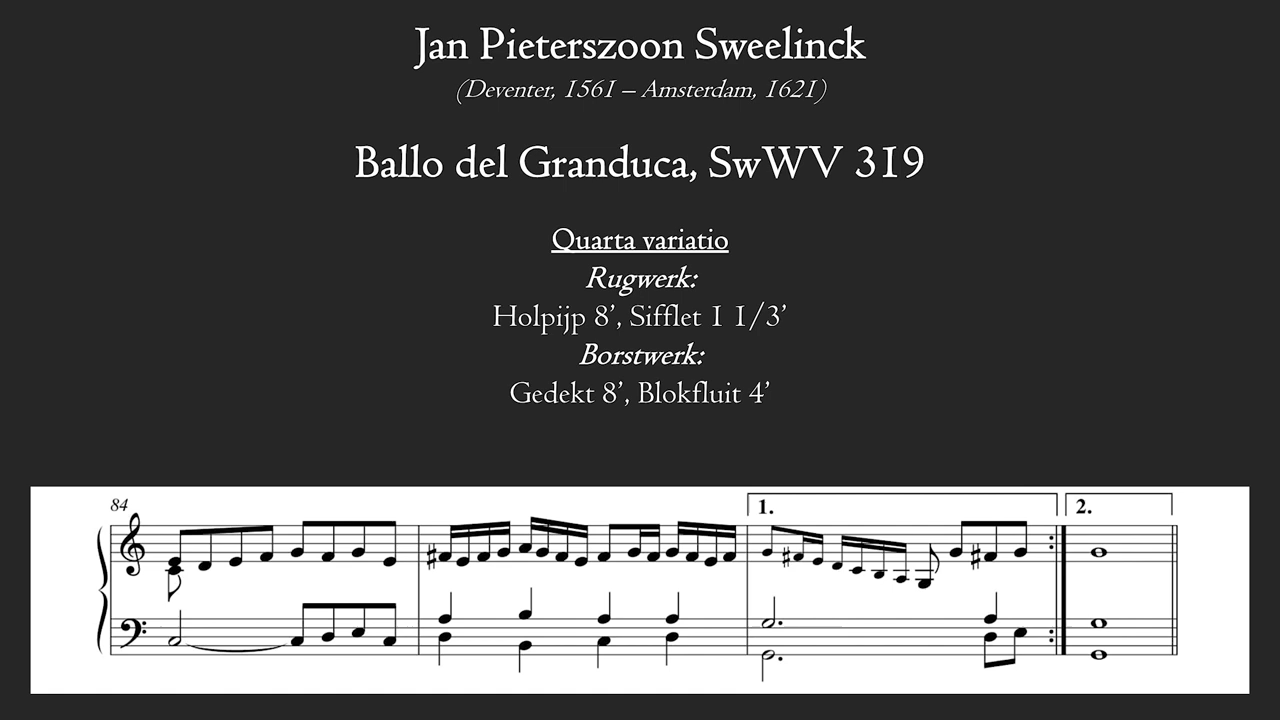 Jan Pieterszoon Sweelinck
(Deventer, 1561 – Amsterdam, 1621)
Ballo del Granduca, SwWV 319
Quarta variatio
Rugwerk:
Holpijp 8’, Sifflet 1 1/3’
Borstwerk:
Gedekt 8’, Blokfluit 4’
84
1.
2.